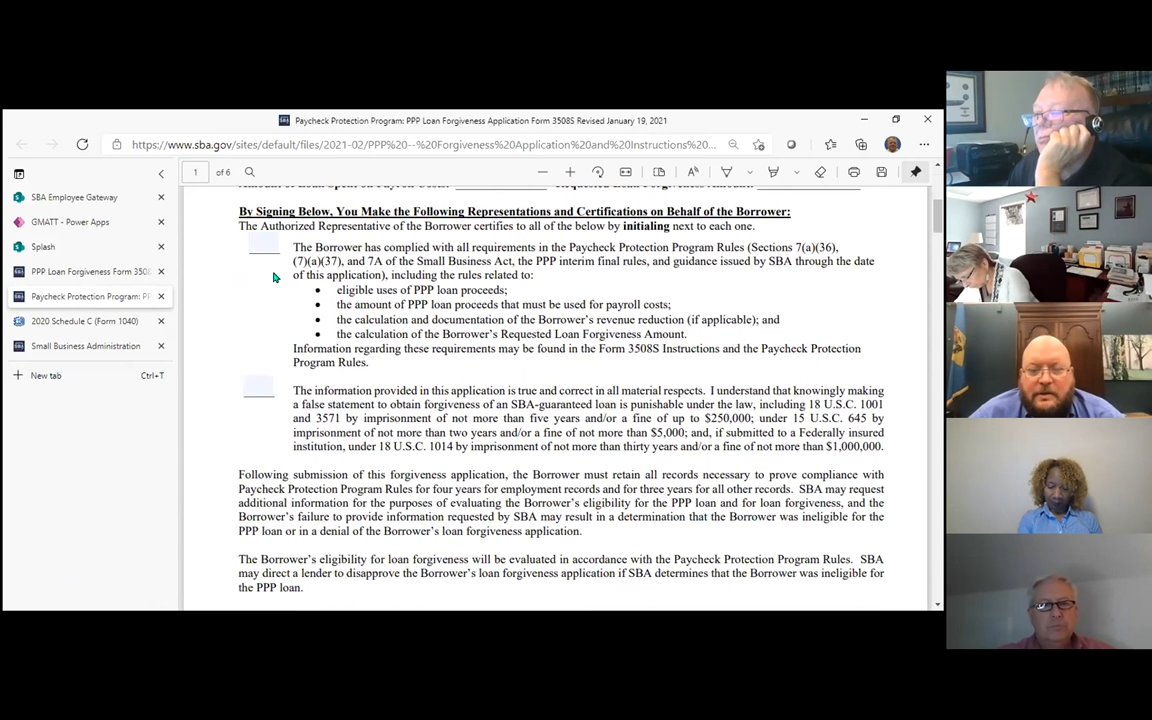 Paycheck Protection Program: PPP Loan Forgiveness Application Form 3508S Revised January 19, 2021
https://www.sba.gov/sites/default/files/2021-02/PPP%20--%20Forgiveness%20Application%20and%20Instructions%20...
1 of 6
SBA Employee Gateway
GMATT - Power Apps
Splash
PPP Loan Forgiveness Form 3508
Paycheck Protection Program: PP
2020 Schedule C (Form 1040)
Small Business Administration
New tab Ctrl+T
By Signing Below, You Make the Following Representations and Certifications on Behalf of the Borrower:
The Authorized Representative of the Borrower certifies to all of the below by initialing next to each one.
The Borrower has complied with all requirements in the Paycheck Protection Program Rules (Sections 7(a)(36),
(7)(a)(37), and 7A of the Small Business Act, the PPP interim final rules, and guidance issued by SBA through the date
of this application), including the rules related to:
• eligible uses of PPP loan proceeds;
• the amount of PPP loan proceeds that must be used for payroll costs;
• the calculation and documentation of the Borrower's revenue reduction (if applicable); and
• the calculation of the Borrower's Requested Loan Forgiveness Amount.
Information regarding these requirements may be found in the Form 3508S Instructions and the Paycheck Protection
Program Rules.
The information provided in this application is true and correct in all material respects. I understand that knowingly making
a false statement to obtain forgiveness of an SBA-guaranteed loan is punishable under the law, including 18 U.S.C. 1001
and 3571 by imprisonment of not more than five years and/or a fine of up to $250,000; under 15 U.S.C. 645 by
imprisonment of not more than two years and/or a fine of not more than $5,000; and, if submitted to a Federally insured
institution, under 18 U.S.C. 1014 by imprisonment of not more than thirty years and/or a fine of not more than $1,000,000.
Following submission of this forgiveness application, the Borrower must retain all records necessary to prove compliance with
Paycheck Protection Program Rules for four years for employment records and for three years for all other records. SBA may request
additional information for the purposes of evaluating the Borrower's eligibility for the PPP loan and for loan forgiveness, and the
Borrower's failure to provide information requested by SBA may result in a determination that the Borrower was ineligible for the
PPP loan or in a denial of the Borrower's loan forgiveness application.
The Borrower's eligibility for loan forgiveness will be evaluated in accordance with the Paycheck Protection Program Rules. SBA
may direct a lender to disapprove the Borrower's loan forgiveness application if SBA determines that the Borrower was ineligible for
the PPP loan.